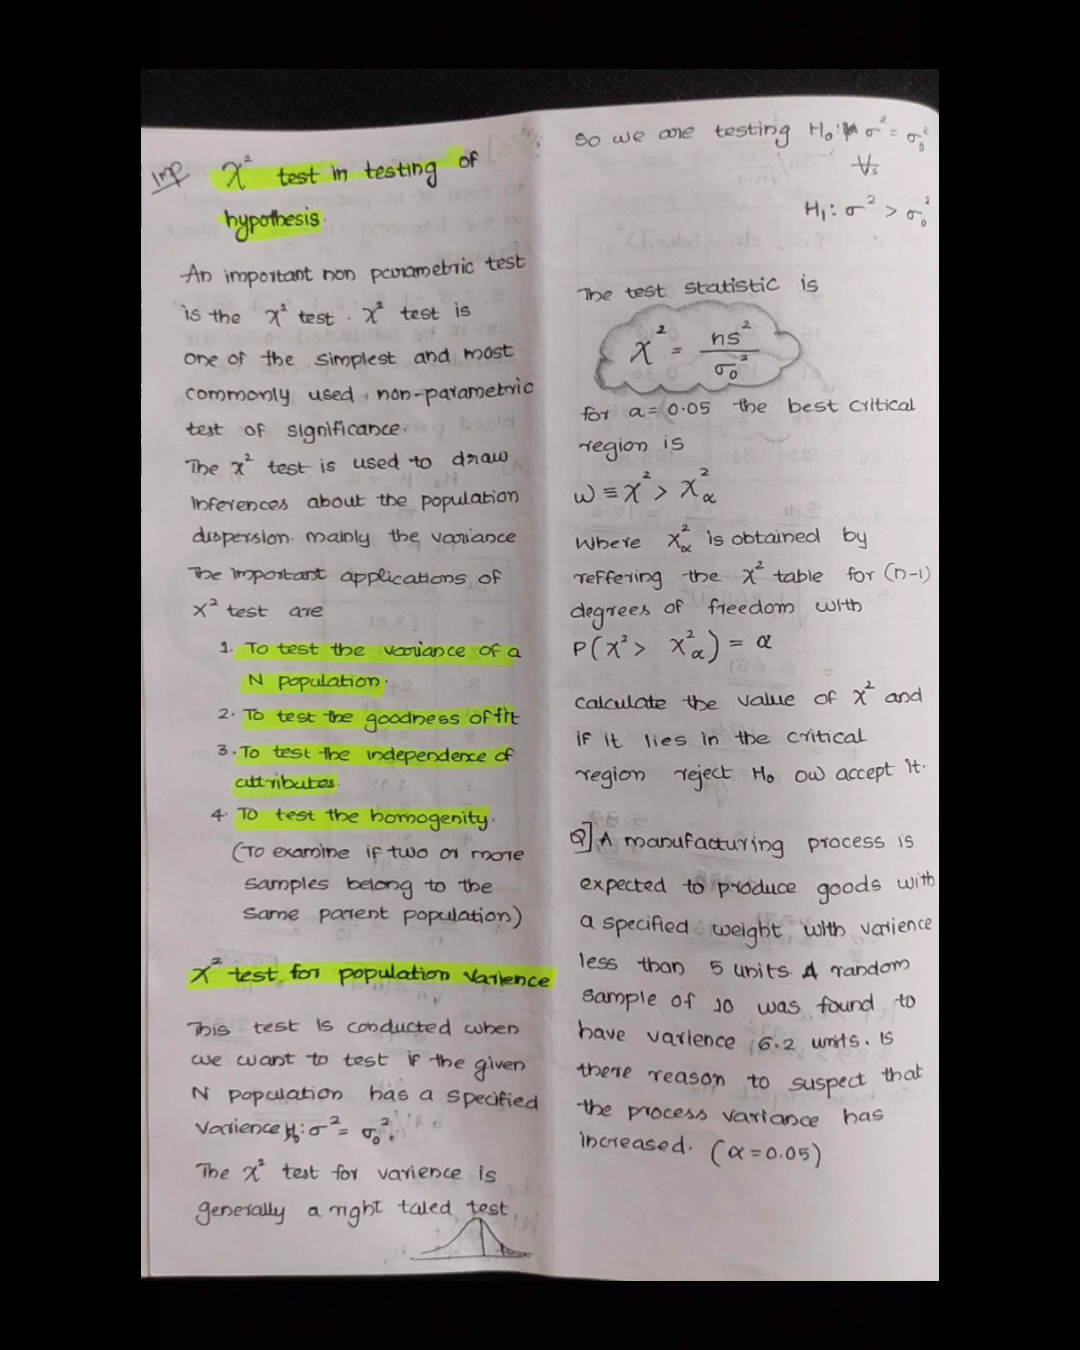 Imp
χ² test in testing of
hypothesis.
An important non parametric test
is the χ² test. χ² test is
one of the simplest and most
commonly used non-parametric
test of significance.
The χ² test is used to draw
inferences about the population
dispersion. mainly the variance
The important applications of
χ² test are
1. To test the variance of a
N population.
2. To test the goodness of fit
3. To test the independence of
attributes.
4. To test the homogenity.
(To examine if two or more
samples belong to the
same parent population)
χ² test for population varience
This test is conducted when
we want to test if the given
N population has a specified
varience H₀: σ² = σ₀².
The χ² test for varience is
generally a right taled test
So we are testing H₀: σ² = σ₀²
Vs
H₁: σ² > σ₀²
The test statistic is
χ² = ns²/σ₀²
for α = 0.05 the best critical
region is
ω ≡ χ² > χ²α
Where χ²α is obtained by
reffering the χ² table for (n-1)
degrees of freedom with
P(χ² > χ²α) = α
calculate the value of χ² and
if it lies in the critical
region reject H₀ ow accept it.
Q] A manufacturing process is
expected to produce goods with
a specified weight with varience
less than 5 units. A random
sample of 10 was found to
have varience 6.2 units. Is
there reason to suspect that
the process variance has
increased. (α = 0.05)